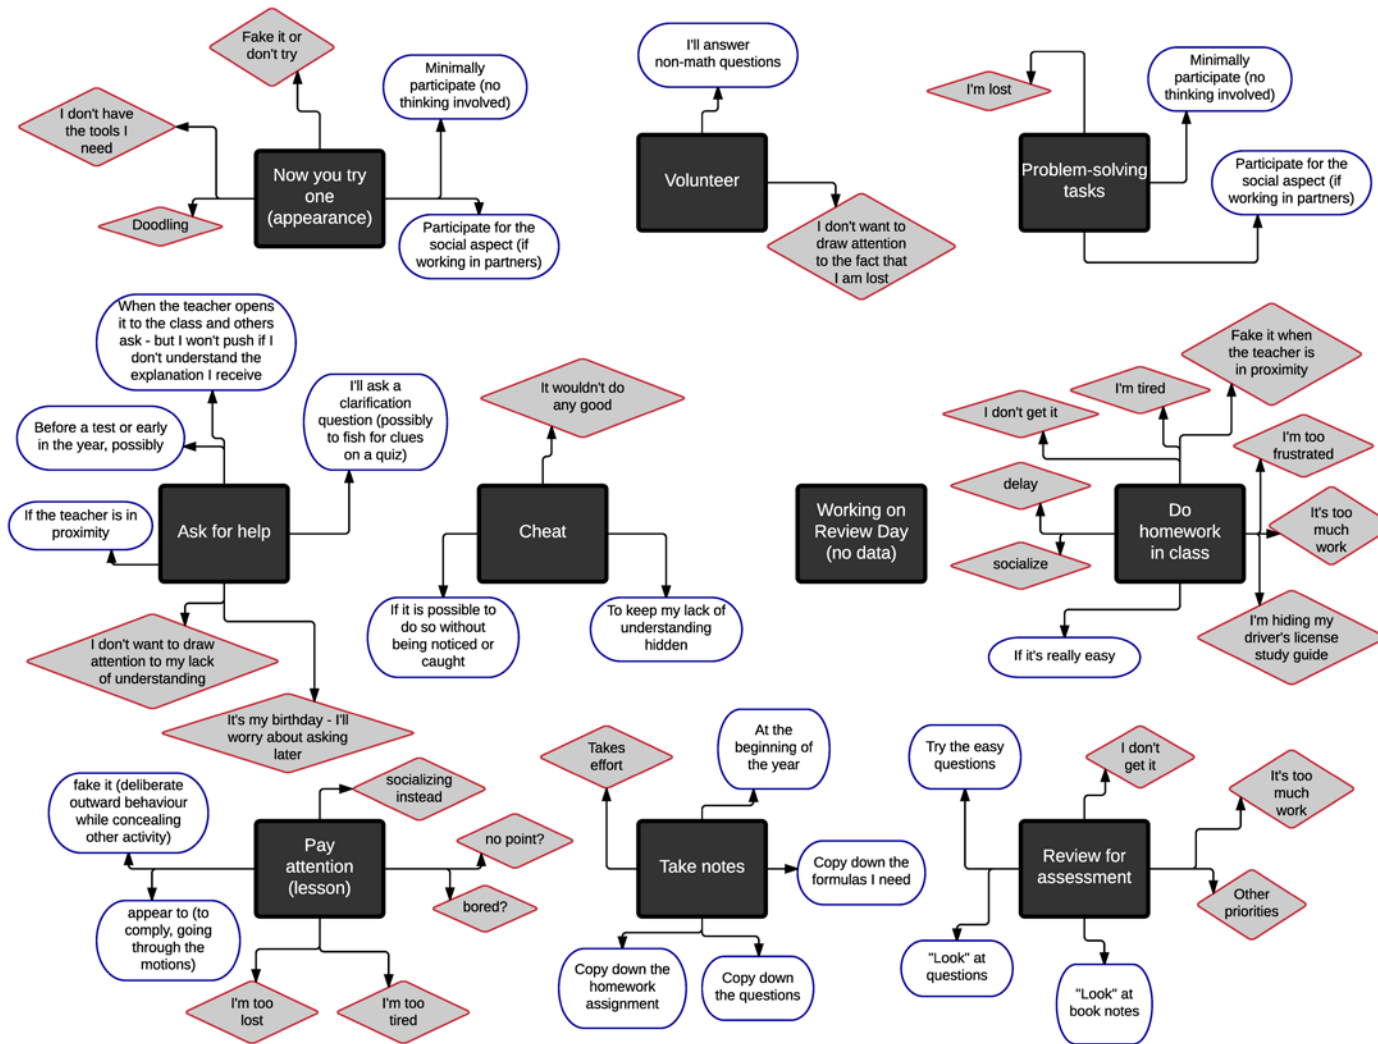 Fake it or
don't try
I don't have
the tools I
need
Doodling
Now you try
one
(appearance)
Minimally
participate (no
thinking involved)
Participate for the
social aspect (if
working in partners)
I'll answer
non-math questions
Volunteer
I don't want to
draw attention
to the fact that
I am lost
I'm lost
Problem-solving
tasks
Minimally
participate (no
thinking involved)
Participate for the
social aspect (if
working in partners)
When the teacher opens
it to the class and others
ask - but I won't push if I
don't understand the
explanation I receive
Before a test or early
in the year, possibly
If the teacher is in
proximity
Ask for help
I'll ask a
clarification
question (possibly
to fish for clues
on a quiz)
I don't want to draw
attention to my lack
of understanding
It's my birthday - I'll
worry about asking
later
It wouldn't do
any good
Cheat
If it is possible to
do so without
being noticed or
caught
To keep my lack of
understanding
hidden
Working on
Review Day
(no data)
Fake it when
the teacher is
in proximity
I'm tired
I don't get it
I'm too
frustrated
delay
It's too
much
work
socialize
Do
homework
in class
I'm hiding my
driver's license
study guide
If it's really easy
fake it (deliberate
outward behaviour
while concealing
other activity)
socializing
instead
no point?
Pay
attention
(lesson)
bored?
appear to (to
comply, going
through the
motions)
I'm too
lost
I'm too
tired
Takes
effort
At the
beginning of
the year
Take notes
Copy down the
formulas I need
Copy down the
homework
assignment
Copy down
the questions
Try the easy
questions
I don't
get it
It's too
much
work
Review for
assessment
Other
priorities
"Look" at
questions
"Look" at
book notes